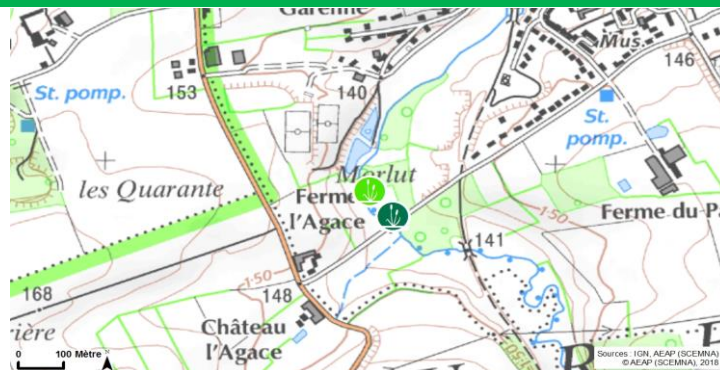 Garenne
Mus.
146
St. pomp.
153
140
St.
pomp.
Morlut
les Quarante
Ferme
l'Agace
Ferme du P
141
150
150
168
148
Château
l'Agace
ière
0 100 Mètre
N
Sources : IGN, AEAP (SCEMNA)
© AEAP (SCEMNA), 2018